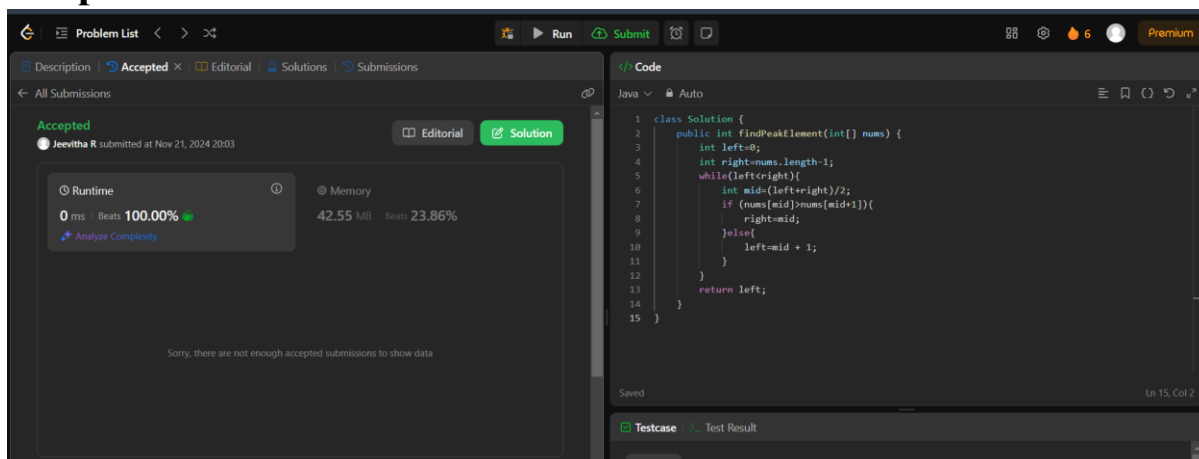 Problem List
Run
Submit
6
Premium
Description
Accepted
Editorial
Solutions
Submissions
All Submissions
Accepted
Jeevitha R submitted at Nov 21, 2024 20:03
Editorial
Solution
Runtime
0 ms | Beats 100.00%
Analyze Complexity
Memory
42.55 MB | Beats 23.86%
Sorry, there are not enough accepted submissions to show data
</> Code
Java
Auto
1 class Solution {
2 public int findPeakElement(int[] nums) {
3 int left=0;
4 int right=nums.length-1;
5 while(left<right){
6 int mid=(left+right)/2;
7 if (nums[mid]>nums[mid+1]){
8 right=mid;
9 }else{
10 left=mid + 1;
11 }
12 }
13 return left;
14 }
15 }
Saved
Ln 15, Col 2
Testcase
Test Result